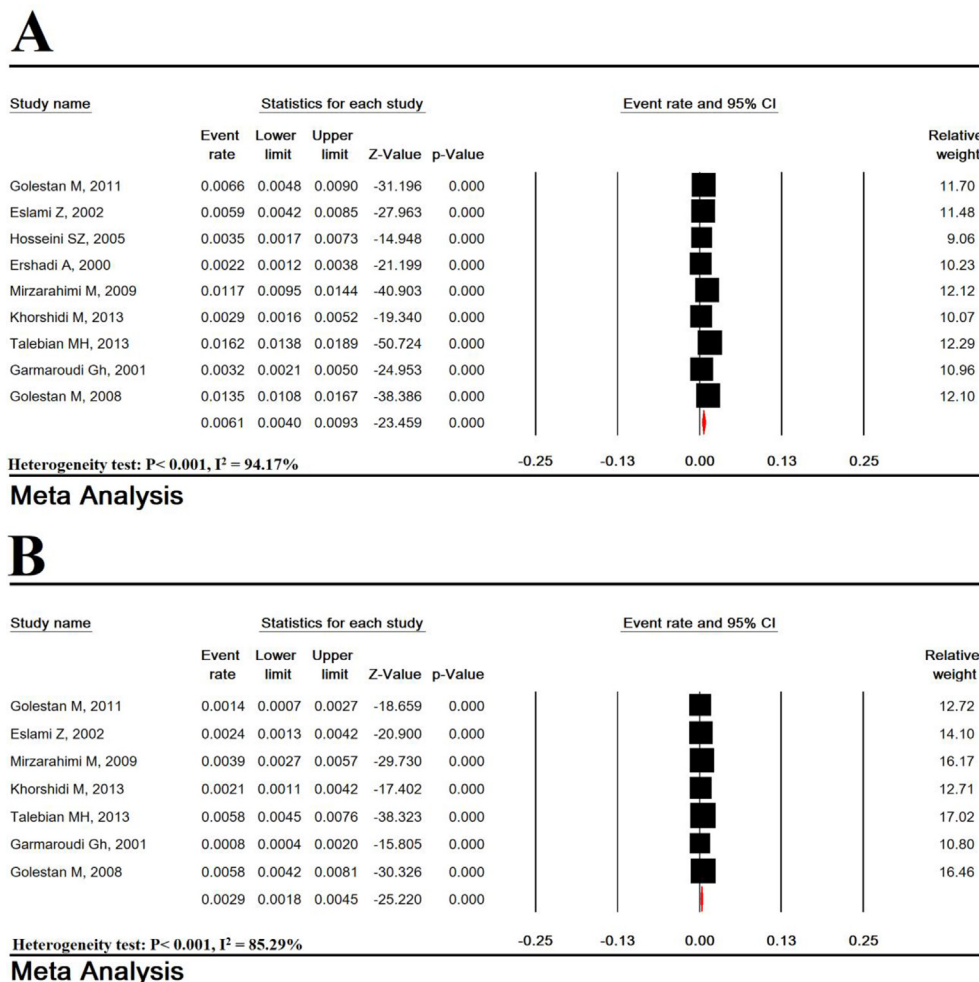 A
Study name Statistics for each study Event rate and 95% CI
Event Lower Upper Relative
rate limit limit Z-Value p-Value weight
Golestan M, 2011 0.0066 0.0048 0.0090 -31.196 0.000 11.70
Eslami Z, 2002 0.0059 0.0042 0.0085 -27.963 0.000 11.48
Hosseini SZ, 2005 0.0035 0.0017 0.0073 -14.948 0.000 9.06
Ershadi A, 2000 0.0022 0.0012 0.0038 -21.199 0.000 10.23
Mirzarahimi M, 2009 0.0117 0.0095 0.0144 -40.903 0.000 12.12
Khorshidi M, 2013 0.0029 0.0016 0.0052 -19.340 0.000 10.07
Talebian MH, 2013 0.0162 0.0138 0.0189 -50.724 0.000 12.29
Garmaroudi Gh, 2001 0.0032 0.0021 0.0050 -24.953 0.000 10.96
Golestan M, 2008 0.0135 0.0108 0.0167 -38.386 0.000 12.10
0.0061 0.0040 0.0093 -23.459 0.000
Heterogeneity test: P< 0.001, I² = 94.17% -0.25 -0.13 0.00 0.13 0.25
Meta Analysis
B
Study name Statistics for each study Event rate and 95% CI
Event Lower Upper Relative
rate limit limit Z-Value p-Value weight
Golestan M, 2011 0.0014 0.0007 0.0027 -18.659 0.000 12.72
Eslami Z, 2002 0.0024 0.0013 0.0042 -20.900 0.000 14.10
Mirzarahimi M, 2009 0.0039 0.0027 0.0057 -29.730 0.000 16.17
Khorshidi M, 2013 0.0021 0.0011 0.0042 -17.402 0.000 12.71
Talebian MH, 2013 0.0058 0.0045 0.0076 -38.323 0.000 17.02
Garmaroudi Gh, 2001 0.0008 0.0004 0.0020 -15.805 0.000 10.80
Golestan M, 2008 0.0058 0.0042 0.0081 -30.326 0.000 16.46
0.0029 0.0018 0.0045 -25.220 0.000
Heterogeneity test: P< 0.001, I² = 85.29% -0.25 -0.13 0.00 0.13 0.25
Meta Analysis